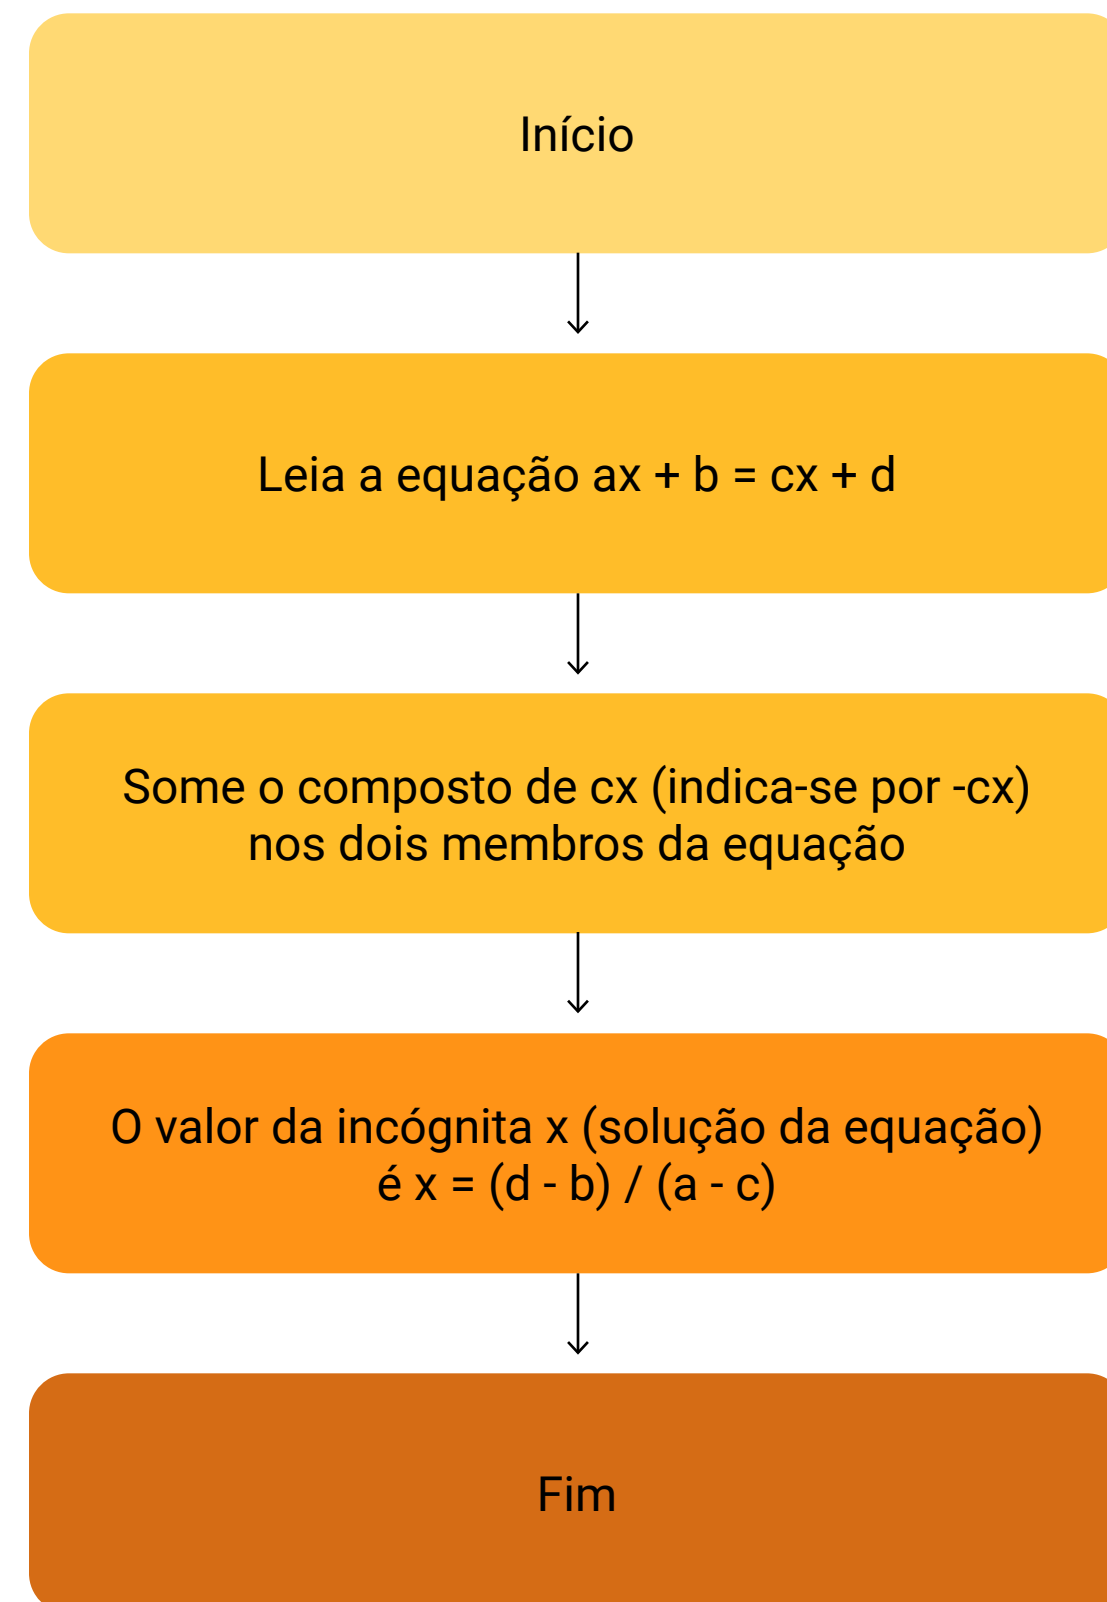 Início
Leia a equação ax + b = cx + d
Some o composto de cx (indica-se por -cx)
nos dois membros da equação
O valor da incógnita x (solução da equação)
é x = (d - b) / (a - c)
Fim